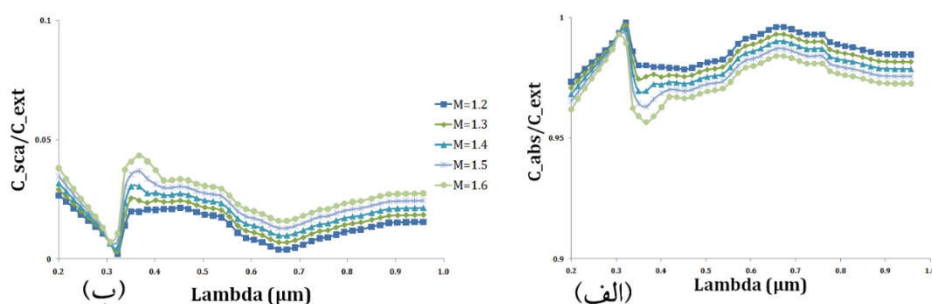 0.1
0.05
0
C_sca/C_ext
0.2 0.3 0.4 0.5 0.6 0.7 0.8 0.9 1.0
Lambda (µm)
(ب)
M=1.2
M=1.3
M=1.4
M=1.5
M=1.6
1
0.95
0.9
C_abs/C_ext
0.2 0.3 0.4 0.5 0.6 0.7 0.8 0.9 1.0
Lambda (µm)
(الف)